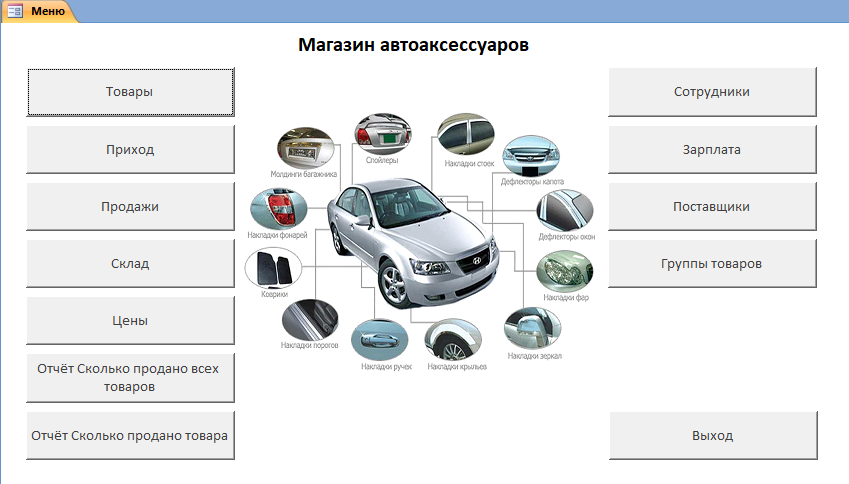 Меню
Магазин автоаксессуаров
Товары
Приход
Продажи
Склад
Цены
Отчёт Сколько продано всех
товаров
Отчёт Сколько продано товара
Молдинги багажника
Спойлеры
Накладки стоек
Дефлекторы капота
Накладки фонарей
Дефлекторы окон
Коврики
Накладки фар
Накладки порогов
Накладки ручек
Накладки крыльев
Накладки зеркал
Сотрудники
Зарплата
Поставщики
Группы товаров
Выход